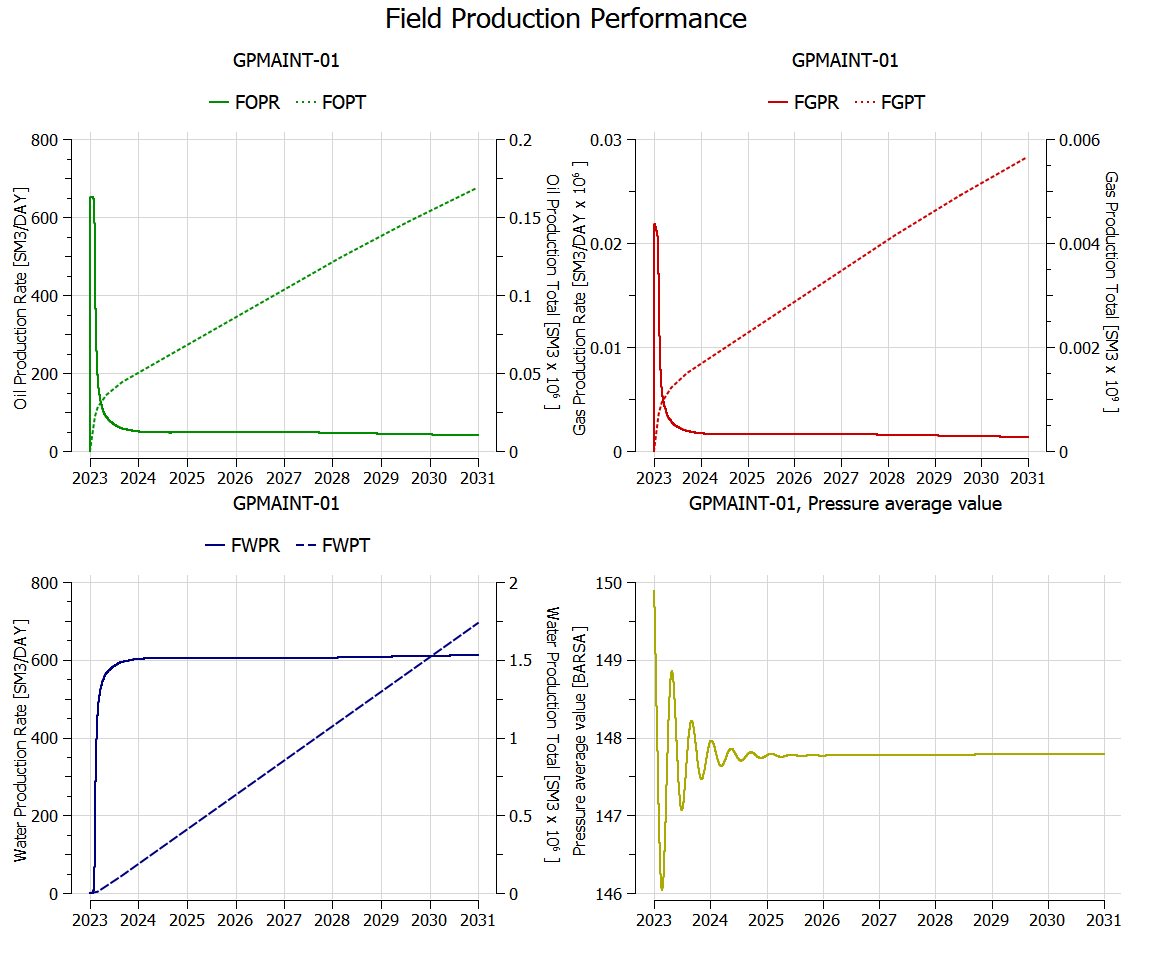 Field Production Performance
GPMAINT-01
FOPR FOPT
800
600
400
200
0
0.2
0.15
0.1
0.05
0
Oil Production Rate [SM3/DAY]
Oil Production Total [SM3 x 10⁶ ]
2023 2024 2025 2026 2027 2028 2029 2030 2031
GPMAINT-01
FGPR FGPT
0.03
0.02
0.01
0
0.006
0.004
0.002
0
Gas Production Rate [SM3/DAY x 10⁶ ]
Gas Production Total [SM3 x 10⁹ ]
2023 2024 2025 2026 2027 2028 2029 2030 2031
GPMAINT-01
FWPR FWPT
800
600
400
200
0
2
1.5
1
0.5
0
Water Production Rate [SM3/DAY]
Water Production Total [SM3 x 10⁶ ]
2023 2024 2025 2026 2027 2028 2029 2030 2031
GPMAINT-01, Pressure average value
150
149
148
147
146
Pressure average value [BARSA]
2023 2024 2025 2026 2027 2028 2029 2030 2031